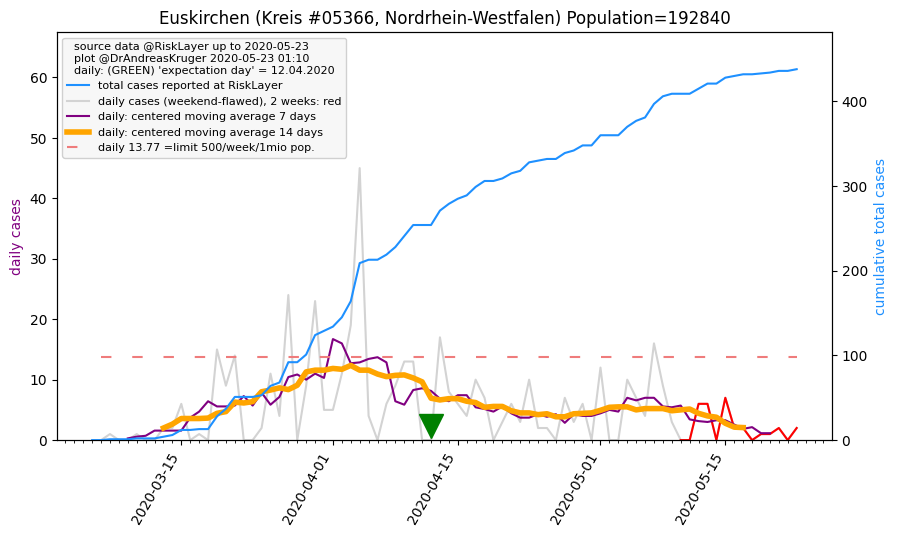 Euskirchen (Kreis #05366, Nordrhein-Westfalen) Population=192840
source data @RiskLayer up to 2020-05-23
plot @DrAndreasKruger 2020-05-23 01:10
daily: (GREEN) 'expectation day' = 12.04.2020
total cases reported at RiskLayer
daily cases (weekend-flawed), 2 weeks: red
daily: centered moving average 7 days
daily: centered moving average 14 days
daily 13.77 =limit 500/week/1mio pop.
daily cases
60
50
40
30
20
10
0
400
300
200
100
0
cumulative total cases
2020-03-15
2020-04-01
2020-04-15
2020-05-01
2020-05-15